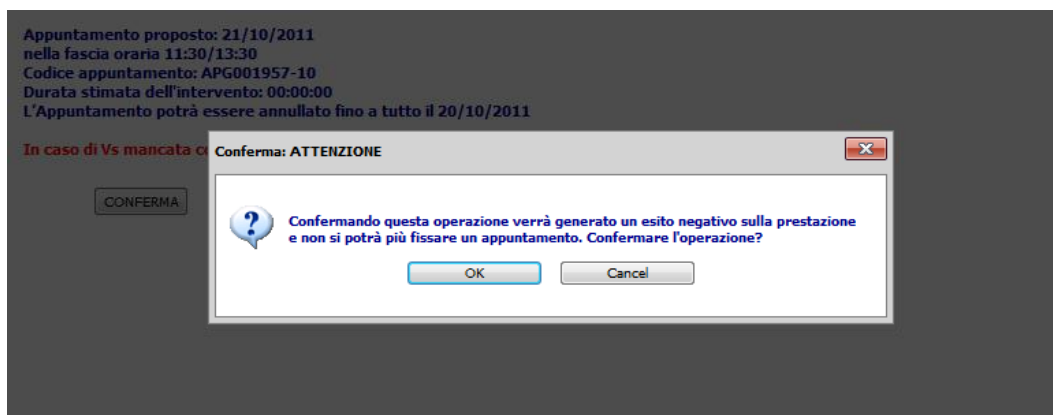 Appuntamento proposto: 21/10/2011
nella fascia oraria 11:30/13:30
Codice appuntamento: APG001957-10
Durata stimata dell'intervento: 00:00:00
L'Appuntamento potrà essere annullato fino a tutto il 20/10/2011
In caso di Vs mancata
Conferma: ATTENZIONE
CONFERMA
Confermando questa operazione verrà generato un esito negativo sulla prestazione
e non si potrà più fissare un appuntamento. Confermare l'operazione?
OK
Cancel